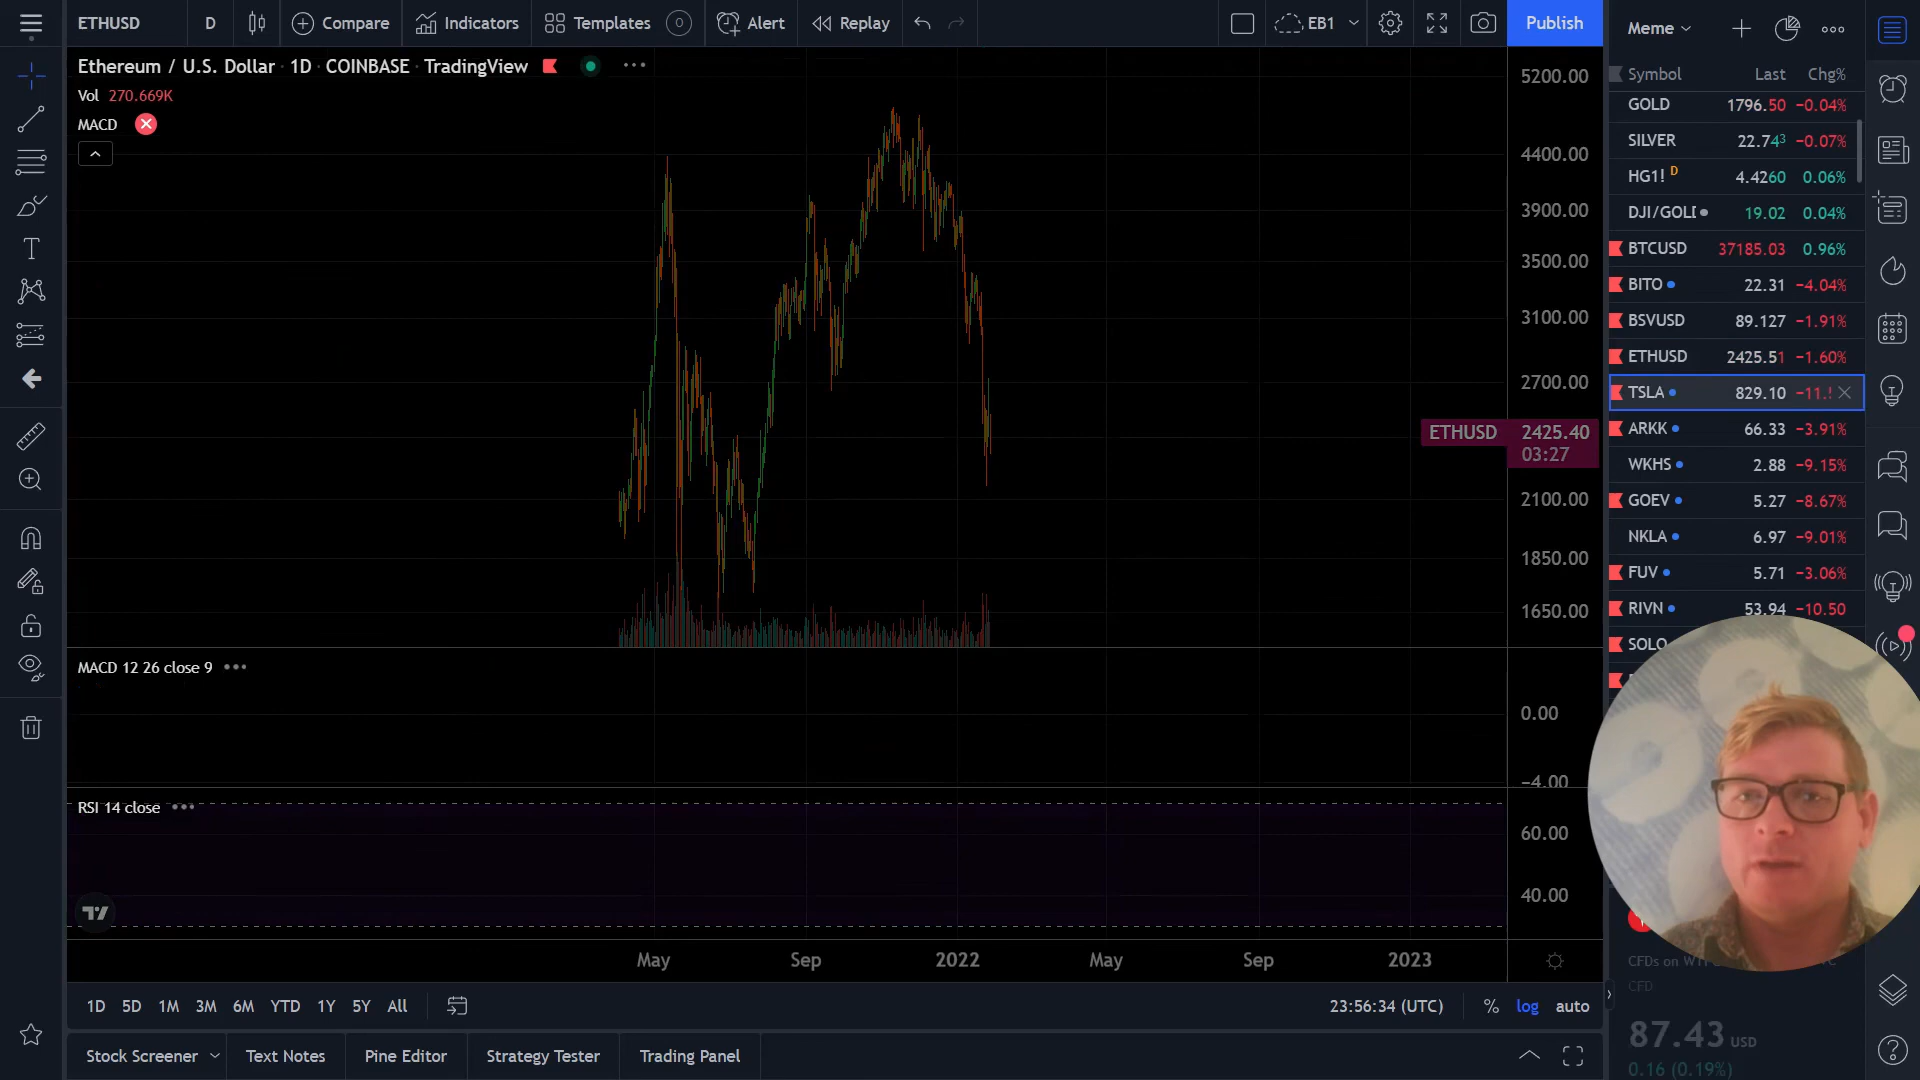 ETHUSD D Compare Indicators Templates Alert Replay EB1 Publish
Ethereum / U.S. Dollar · 1D · COINBASE · TradingView
Vol 270.669K
MACD
5200.00
4400.00
3900.00
3500.00
3100.00
2700.00
ETHUSD 2425.40
03:27
2100.00
1850.00
1650.00
MACD 12 26 close 9
0.00
−4.00
RSI 14 close
60.00
40.00
May Sep 2022 May Sep 2023
1D 5D 1M 3M 6M YTD 1Y 5Y All
23:56:34 (UTC) % log auto
Stock Screener Text Notes Pine Editor Strategy Tester Trading Panel
Meme
Symbol Last Chg%
GOLD 1796.50 −0.04%
SILVER 22.743 −0.07%
HG1! D 4.4260 0.06%
DJI/GOLD 19.02 0.04%
BTCUSD 37185.03 0.96%
BITO 22.31 −4.04%
BSVUSD 89.127 −1.91%
ETHUSD 2425.51 −1.60%
TSLA 829.10 −11.
ARKK 66.33 −3.91%
WKHS 2.88 −9.15%
GOEV 5.27 −8.67%
NKLA 6.97 −9.01%
FUV 5.71 −3.06%
RIVN 53.94 −10.50
SOLO
CFDs on
CFD
87.43 USD
0.16 (0.19%)